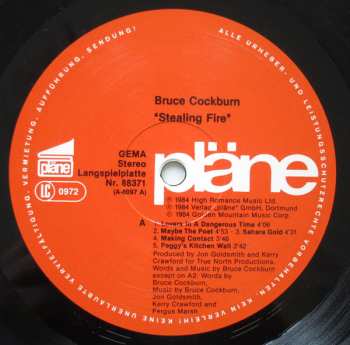 ALLE URHEBER- UND LEISTUNGSSCHUTZRECHTE VORBEHALTEN. KEIN VERLEIH! KEINE UNERLAUBTE VERVIELFÄLTIGUNG, VERMIETUNG, AUFFÜHRUNG, SENDUNG!
Bruce Cockburn
"Stealing Fire"
pläne
LC 0972
GEMA
Stereo
Langspielplatte
Nr. 88371
(A-4097 A)
pläne
℗ 1984 High Romance Music Ltd.
℗ 1984 Verlag "pläne" GmbH, Dortmund
© 1984 Golden Mountain Music Corp.
A
1. Lovers In A Dangerous Time 4'06
2. Maybe The Poet 4'53 · 3. Sahara Gold 4'31
4. Making Contact 3'46
5. Peggy's Kitchen Wall 3'42
Produced by Jon Goldsmith and Kerry
Crawford for True North Productions.
Words and Music by Bruce Cockburn
except on A2: Words by
Bruce Cockburn,
Music by Bruce Cockburn,
Jon Goldsmith,
Kerry Crawford and
Fergus Marsh